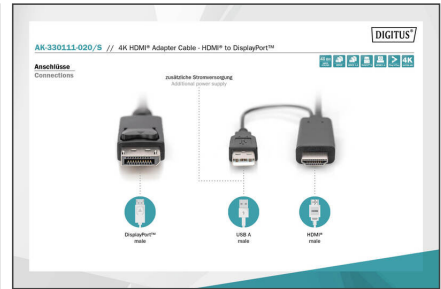 DIGITUS®
AK-330111-020/S // 4K HDMI® Adapter Cable - HDMI® to DisplayPort™
Anschlüsse
Connections
4K
zusätzliche Stromversorgung
Additional power supply
DisplayPort™
male
USB A
male
HDMI®
male